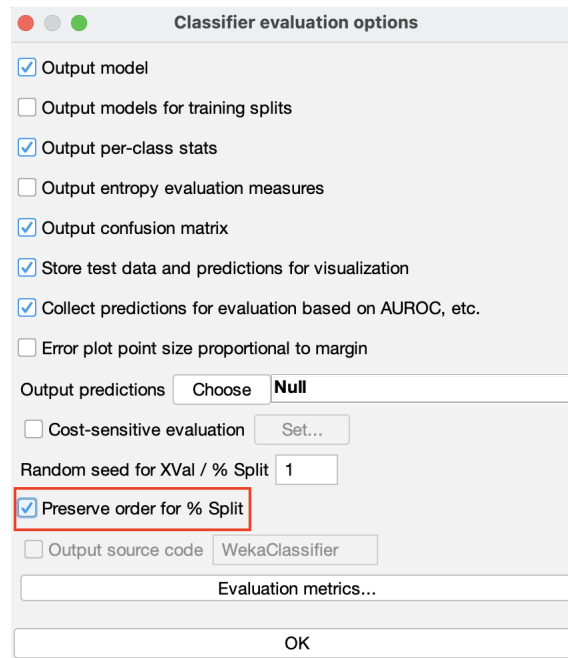 Classifier evaluation options
Output model
Output models for training splits
Output per-class stats
Output entropy evaluation measures
Output confusion matrix
Store test data and predictions for visualization
Collect predictions for evaluation based on AUROC, etc.
Error plot point size proportional to margin
Output predictions Choose Null
Cost-sensitive evaluation Set...
Random seed for XVal / % Split 1
Preserve order for % Split
Output source code WekaClassifier
Evaluation metrics...
OK